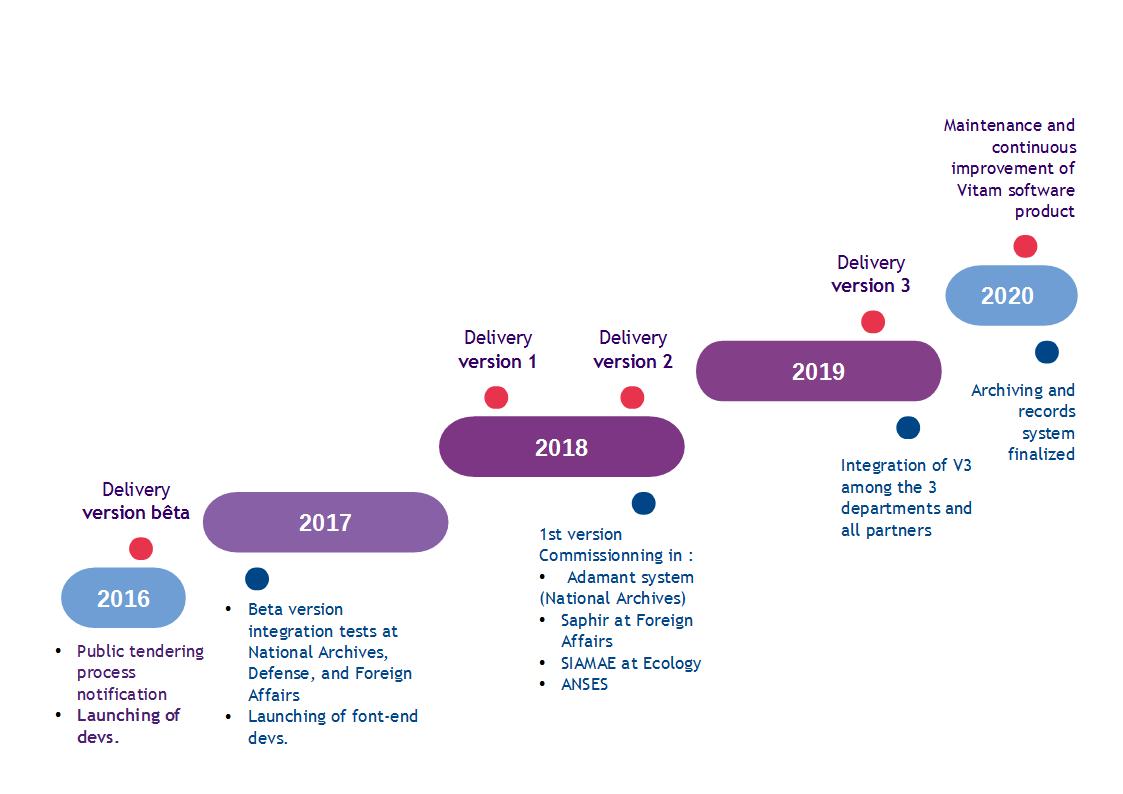 Delivery
version bêta
2016
• Public tendering
process
notification
• Launching of
devs.
2017
• Beta version
integration tests at
National Archives,
Defense, and Foreign
Affairs
• Launching of font-end
devs.
Delivery
version 1
Delivery
version 2
2018
1st version
Commissionning in :
• Adamant system
(National Archives)
• Saphir at Foreign
Affairs
• SIAMAE at Ecology
• ANSES
Delivery
version 3
2019
Integration of V3
among the 3
departments and
all partners
Maintenance and
continuous
improvement of
Vitam software
product
2020
Archiving and
records
system
finalized